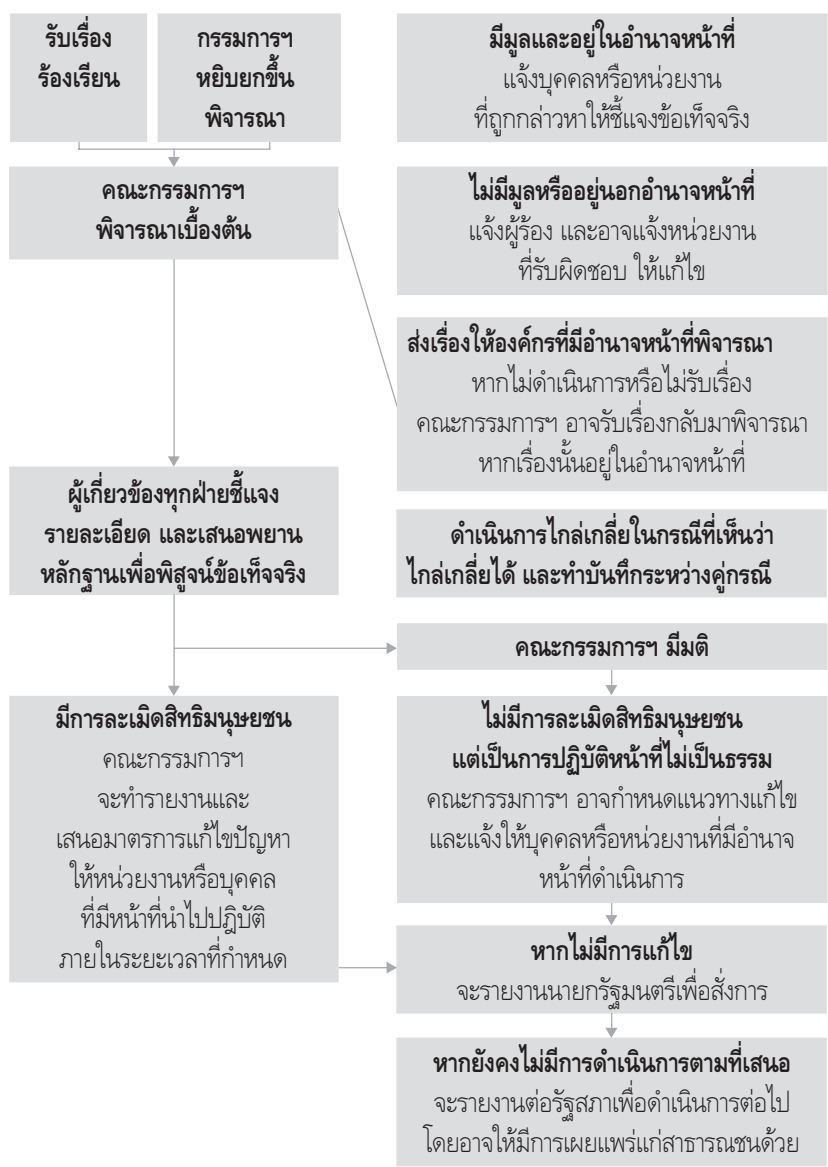 รับเรื่อง
ร้องเรียน
กรรมการฯ
หยิบยกขึ้น
พิจารณา
มีมูลและอยู่ในอำนาจหน้าที่
แจ้งบุคคลหรือหน่วยงาน
ที่ถูกกล่าวหาให้ชี้แจงข้อเท็จจริง
คณะกรรมการฯ
พิจารณาเบื้องต้น
ไม่มีมูลหรืออยู่นอกอำนาจหน้าที่
แจ้งผู้ร้อง และอาจแจ้งหน่วยงาน
ที่รับผิดชอบ ให้แก้ไข
ส่งเรื่องให้องค์กรที่มีอำนาจหน้าที่พิจารณา
หากไม่ดำเนินการหรือไม่รับเรื่อง
คณะกรรมการฯ อาจรับเรื่องกลับมาพิจารณา
หากเรื่องนั้นอยู่ในอำนาจหน้าที่
ผู้เกี่ยวข้องทุกฝ่ายชี้แจง
รายละเอียด และเสนอพยาน
หลักฐานเพื่อพิสูจน์ข้อเท็จจริง
ดำเนินการไกล่เกลี่ยในกรณีที่เห็นว่า
ไกล่เกลี่ยได้ และทำบันทึกระหว่างคู่กรณี
คณะกรรมการฯ มีมติ
มีการละเมิดสิทธิมนุษยชน
คณะกรรมการฯ
จะทำรายงานและ
เสนอมาตรการแก้ไขปัญหา
ให้หน่วยงานหรือบุคคล
ที่มีหน้าที่นำไปปฏิบัติ
ภายในระยะเวลาที่กำหนด
ไม่มีการละเมิดสิทธิมนุษยชน
แต่เป็นการปฏิบัติหน้าที่ไม่เป็นธรรม
คณะกรรมการฯ อาจกำหนดแนวทางแก้ไข
และแจ้งให้บุคคลหรือหน่วยงานที่มีอำนาจ
หน้าที่ดำเนินการ
หากไม่มีการแก้ไข
จะรายงานนายกรัฐมนตรีเพื่อสั่งการ
หากยังคงไม่มีการดำเนินการตามที่เสนอ
จะรายงานต่อรัฐสภาเพื่อดำเนินการต่อไป
โดยอาจให้มีการเผยแพร่แก่สาธารณชนด้วย